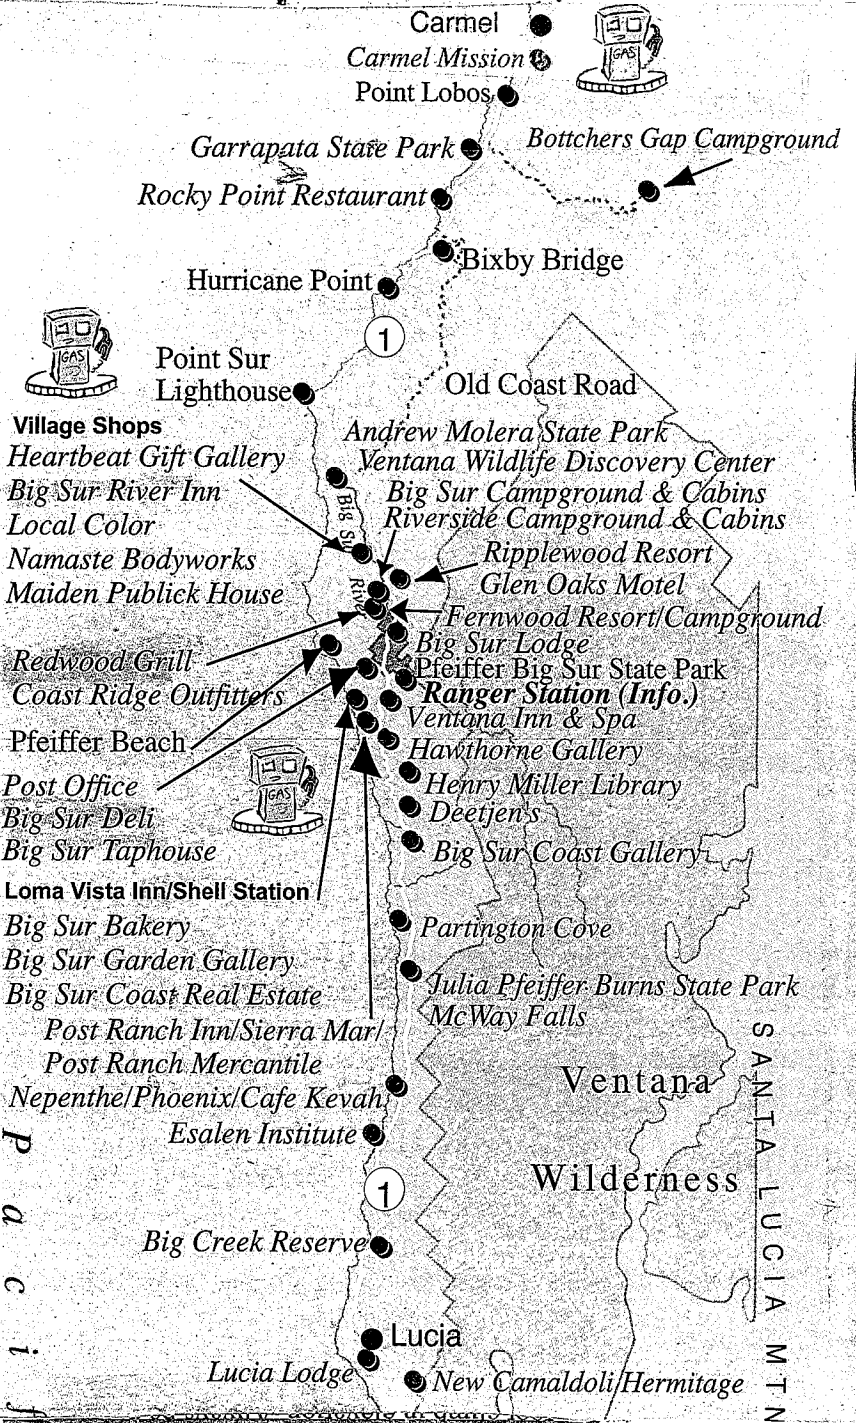 Carmel
Carmel Mission
GAS
Point Lobos
Bottchers Gap Campground
Garrapata State Park
Rocky Point Restaurant
Bixby Bridge
Hurricane Point
1
GAS
Point Sur
Lighthouse
Old Coast Road
Village Shops
Heartbeat Gift Gallery
Big Sur River Inn
Local Color
Namaste Bodyworks
Maiden Publick House
Andrew Molera State Park
Ventana Wildlife Discovery Center
Big Sur Campground & Cabins
Riverside Campground & Cabins
Big Sur River
Ripplewood Resort
Glen Oaks Motel
Fernwood Resort/Campground
Big Sur Lodge
Pfeiffer Big Sur State Park
Ranger Station (Info.)
Redwood Grill
Coast Ridge Outfitters
Pfeiffer Beach
Ventana Inn & Spa
Hawthorne Gallery
Henry Miller Library
Deetjen's
Big Sur Coast Gallery
GAS
Post Office
Big Sur Deli
Big Sur Taphouse
Loma Vista Inn/Shell Station
Big Sur Bakery
Big Sur Garden Gallery
Big Sur Coast Real Estate
Post Ranch Inn/Sierra Mar/
Post Ranch Mercantile
Nepenthe/Phoenix/Cafe Kevah
Partington Cove
Julia Pfeiffer Burns State Park
McWay Falls
Ventana
Wilderness
SANTA LUCIA MTN
Esalen Institute
1
Pacif
Big Creek Reserve
Lucia
Lucia Lodge
New Camaldoli Hermitage